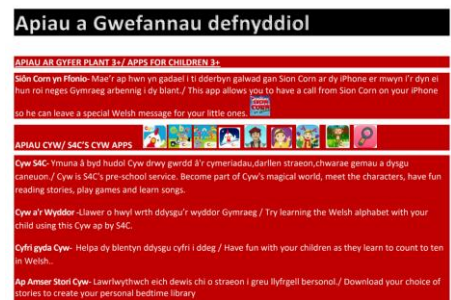 Apiau a Gwefannau defnyddiol
APIAU AR GYFER PLANT 3+/ APPS FOR CHILDREN 3+
Siôn Corn yn Ffonio- Mae'r ap hwn yn gadael i ti dderbyn galwad gan Sion Corn ar dy iPhone er mwyn i'r dyn ei
hun roi neges Gymraeg arbennig i dy blant./ This app allows you to have a call from Sion Corn on your iPhone
so he can leave a special Welsh message for your little ones.
APIAU CYW/ S4C'S CYW APPS
Cyw S4C- Ymuna â byd hudol Cyw drwy gwrdd â'r cymeriadau,darllen straeon,chwarae gemau a dysgu
caneuon./ Cyw is S4C's pre-school service. Become part of Cyw's magical world, meet the characters, have fun
reading stories, play games and learn songs.
Cyw a'r Wyddor -Llawer o hwyl wrth ddysgu'r wyddor Gymraeg / Try learning the Welsh alphabet with your
child using this Cyw ap by S4C.
Cyfri gyda Cyw- Helpa dy blentyn ddysgu cyfri i ddeg / Have fun with your children as they learn to count to ten
in Welsh..
Ap Amser Stori Cyw- Lawrlwythwch eich dewis chi o straeon i greu llyfrgell bersonol./ Download your choice of
stories to create your personal bedtime library